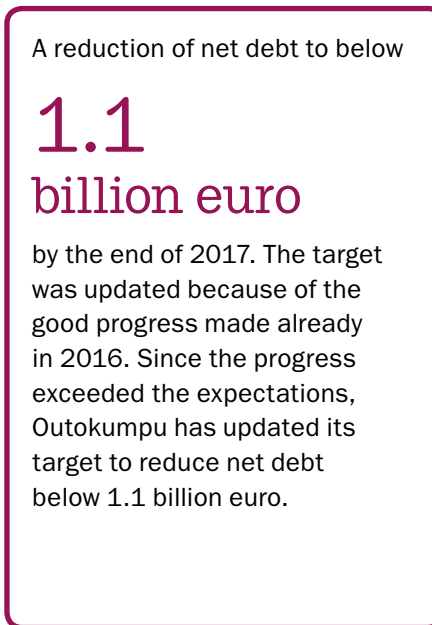 A reduction of net debt to below
1.1
billion euro
by the end of 2017. The target
was updated because of the
good progress made already
in 2016. Since the progress
exceeded the expectations,
Outokumpu has updated its
target to reduce net debt
below 1.1 billion euro.